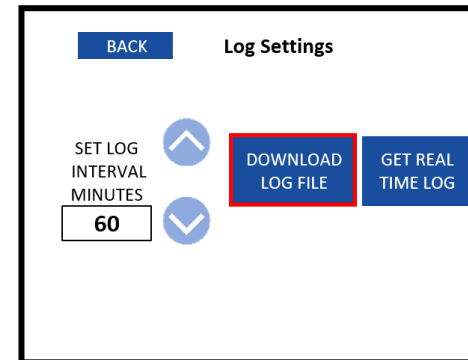 BACK
Log Settings
SET LOG
INTERVAL
MINUTES
60
DOWNLOAD
LOG FILE
GET REAL
TIME LOG